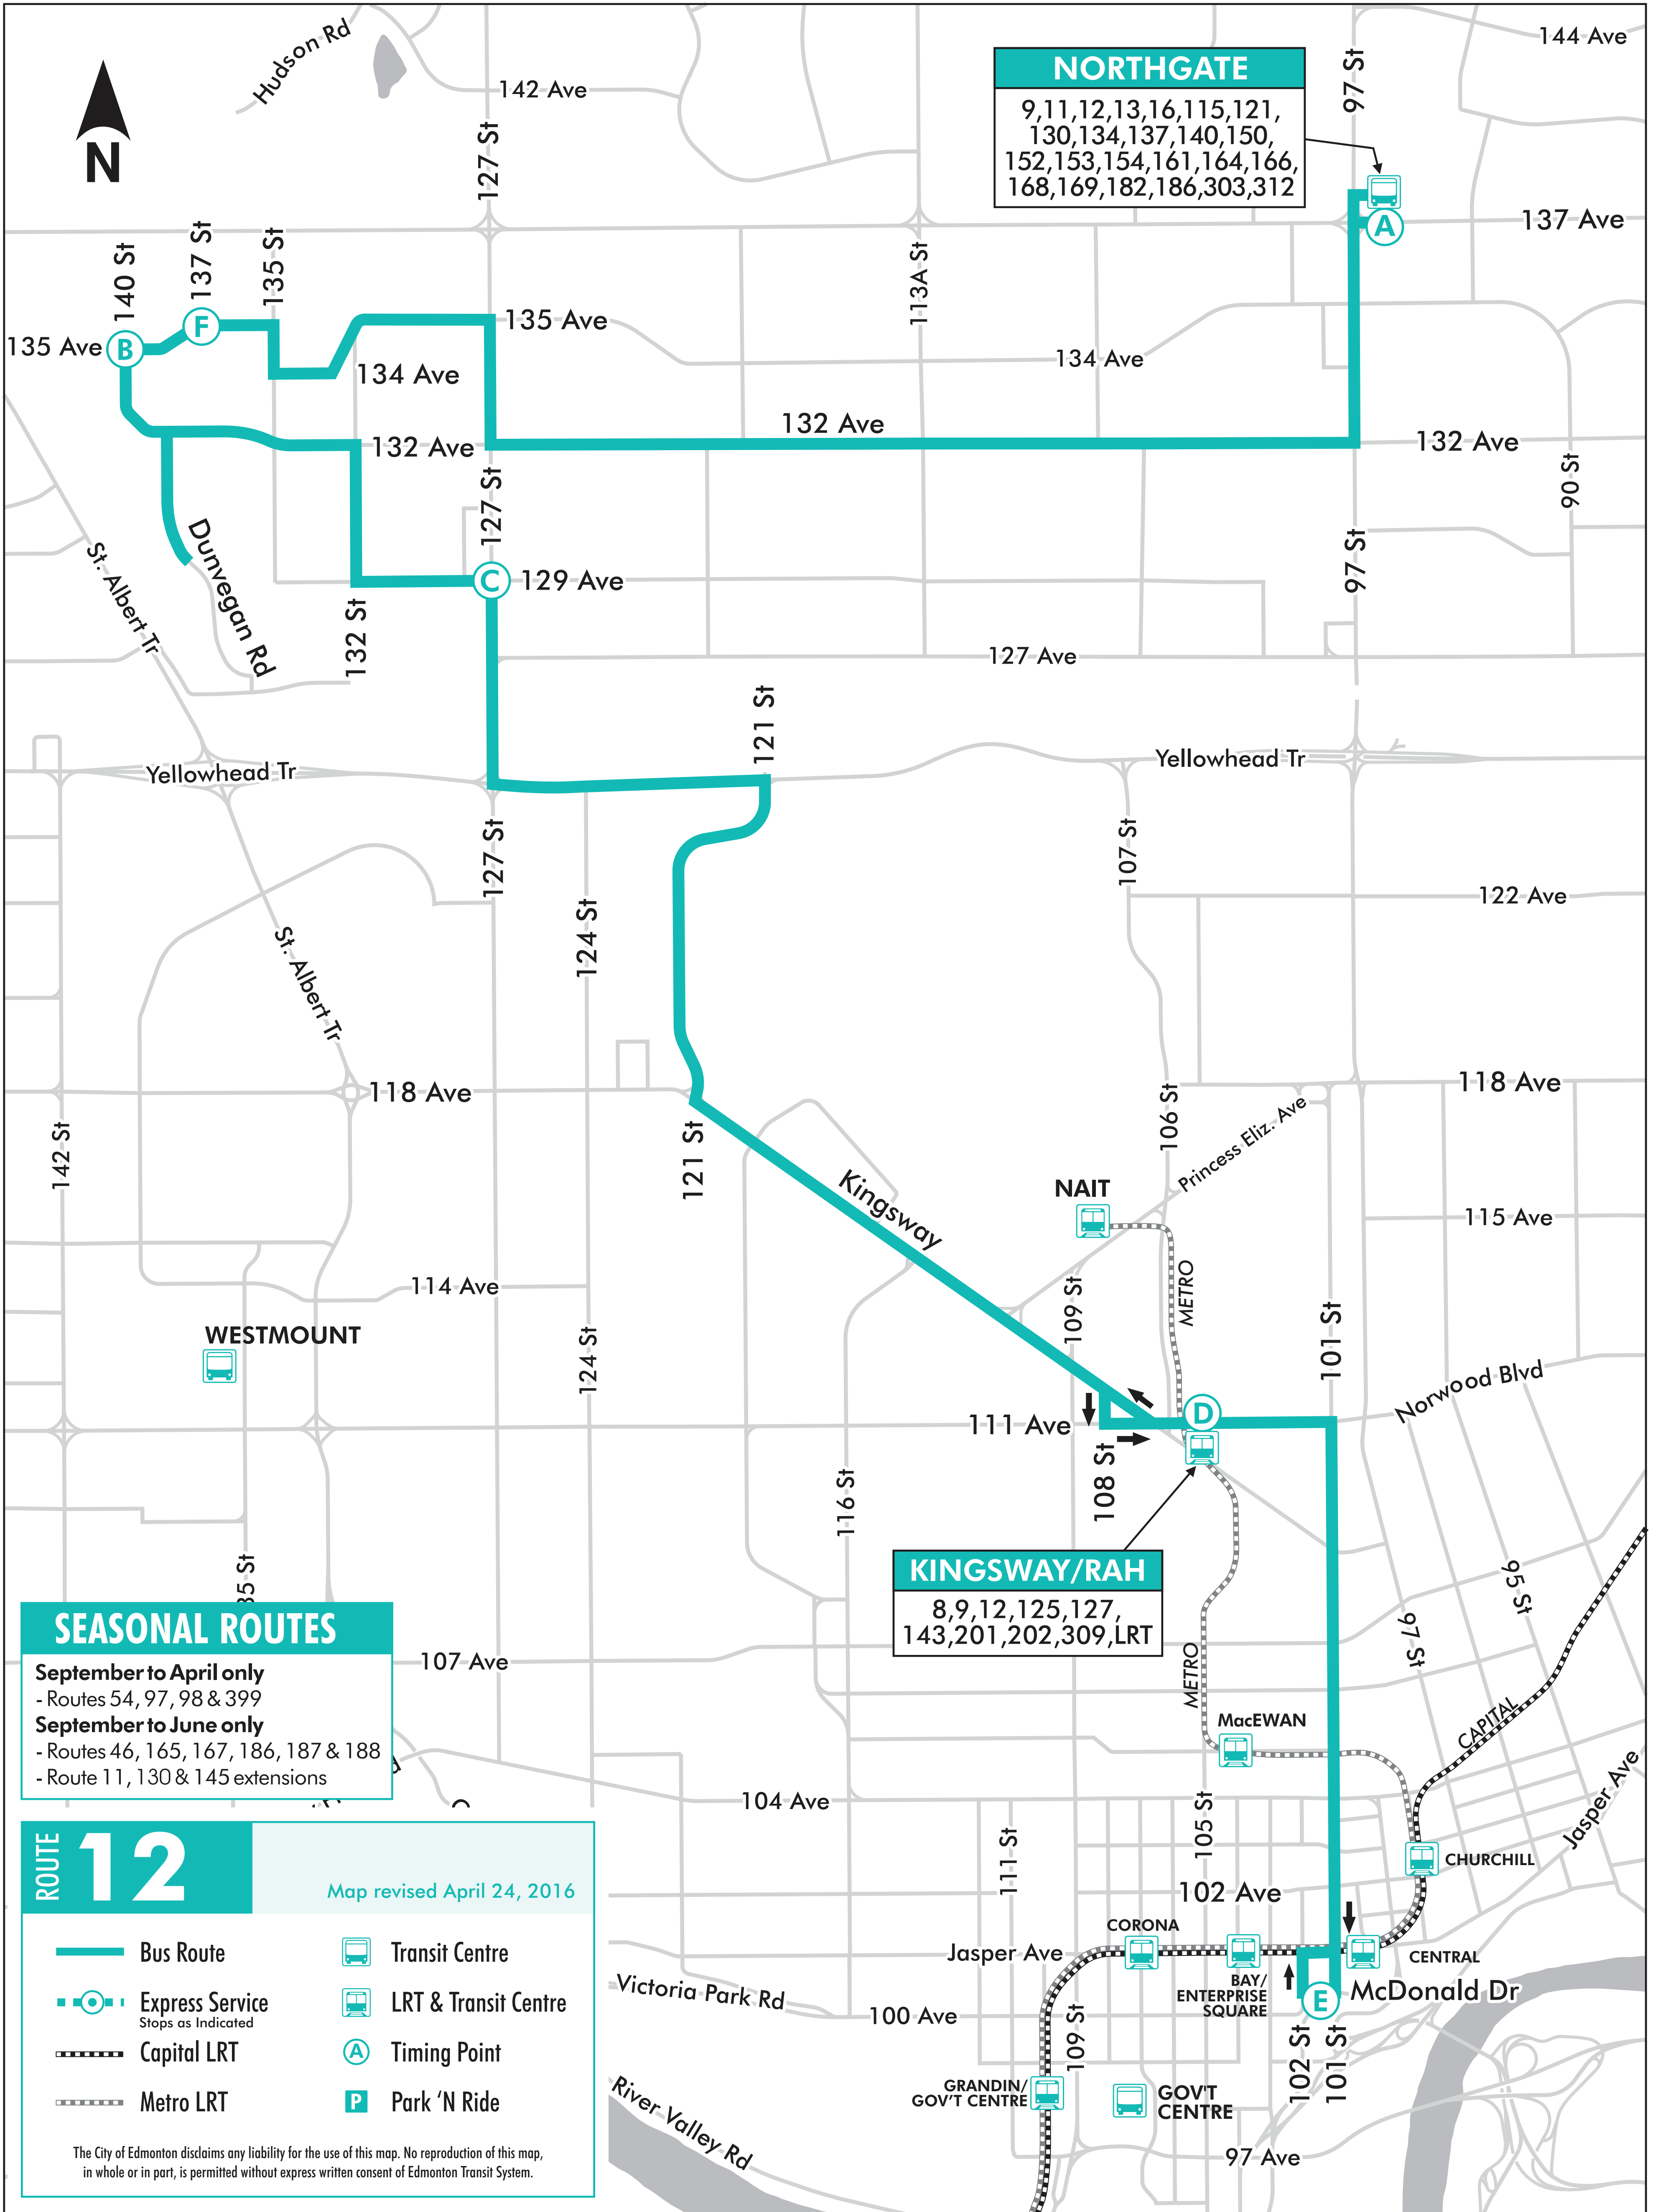 Hudson Rd
144 Ave
97 St
142 Ave
127 St
NORTHGATE
9,11,12,13,16,115,121,
130,134,137,140,150,
152,153,154,161,164,166,
168,169,182,186,303,312
N
A
137 Ave
140 St
137 St
135 St
113A St
F
135 Ave
135 Ave
B
134 Ave
134 Ave
132 Ave
132 Ave
132 Ave
127 St
90 St
97 St
Dunvegan Rd
St. Albert Tr
C
129 Ave
132 St
127 Ave
121 St
Yellowhead Tr
Yellowhead Tr
127 St
107 St
122 Ave
124 St
St. Albert Tr
118 Ave
118 Ave
106 St
Princess Eliz. Ave
142 St
121 St
Kingsway
NAIT
115 Ave
METRO
114 Ave
109 St
101 St
WESTMOUNT
124 St
Norwood Blvd
D
111 Ave
108 St
116 St
KINGSWAY/RAH
8,9,12,125,127,
143,201,202,309,LRT
95 St
97 St
35 St
SEASONAL ROUTES
September to April only
- Routes 54, 97, 98 & 399
September to June only
- Routes 46, 165, 167, 186, 187 & 188
- Route 11, 130 & 145 extensions
107 Ave
METRO
MacEWAN
CAPITAL
Jasper Ave
104 Ave
105 St
111 St
CHURCHILL
102 Ave
CORONA
Jasper Ave
CENTRAL
BAY/
ENTERPRISE
SQUARE
E
McDonald Dr
Victoria Park Rd
100 Ave
109 St
102 St
101 St
GRANDIN/
GOV'T CENTRE
GOV'T
CENTRE
River Valley Rd
97 Ave
ROUTE
12
Map revised April 24, 2016
Bus Route
Transit Centre
Express Service
Stops as Indicated
LRT & Transit Centre
Capital LRT
A
Timing Point
Metro LRT
P
Park 'N Ride
The City of Edmonton disclaims any liability for the use of this map. No reproduction of this map,
in whole or in part, is permitted without express written consent of Edmonton Transit System.